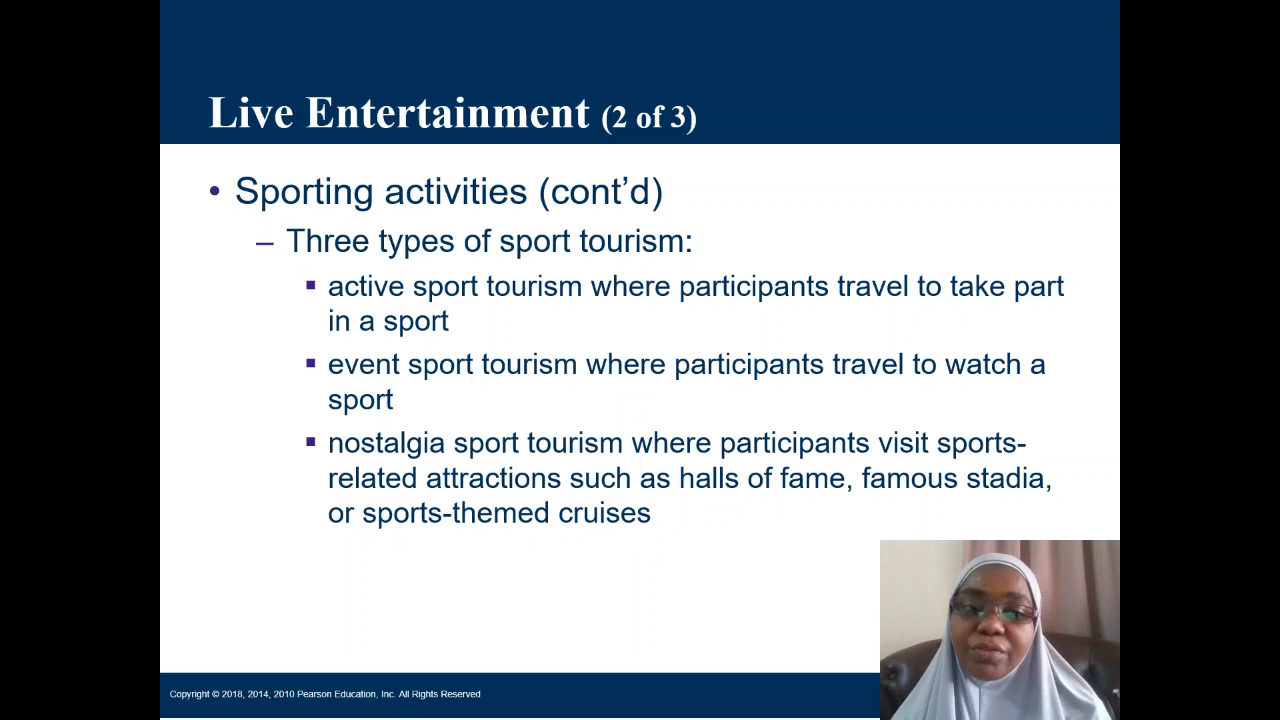 Live Entertainment (2 of 3)
• Sporting activities (cont’d)
– Three types of sport tourism:
▪ active sport tourism where participants travel to take part
in a sport
▪ event sport tourism where participants travel to watch a
sport
▪ nostalgia sport tourism where participants visit sports-
related attractions such as halls of fame, famous stadia,
or sports-themed cruises
Copyright © 2018, 2014, 2010 Pearson Education, Inc. All Rights Reserved